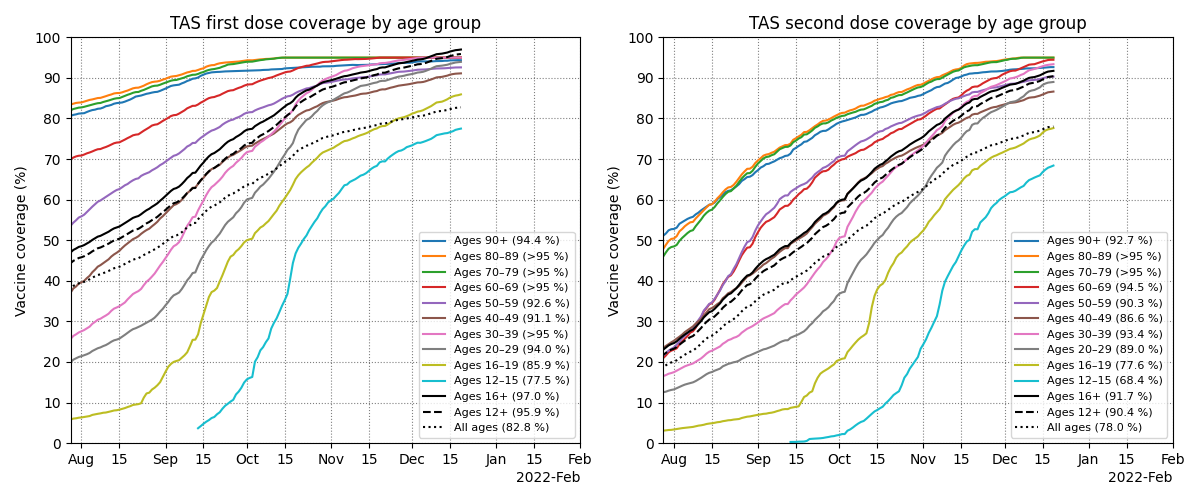 TAS first dose coverage by age group
Vaccine coverage (%)
100
90
80
70
60
50
40
30
20
10
0
Aug 15 Sep 15 Oct 15 Nov 15 Dec 15 Jan 15 Feb
2022-Feb
Ages 90+ (94.4 %)
Ages 80–89 (>95 %)
Ages 70–79 (>95 %)
Ages 60–69 (>95 %)
Ages 50–59 (92.6 %)
Ages 40–49 (91.1 %)
Ages 30–39 (>95 %)
Ages 20–29 (94.0 %)
Ages 16–19 (85.9 %)
Ages 12–15 (77.5 %)
Ages 16+ (97.0 %)
Ages 12+ (95.9 %)
All ages (82.8 %)
TAS second dose coverage by age group
Vaccine coverage (%)
100
90
80
70
60
50
40
30
20
10
0
Aug 15 Sep 15 Oct 15 Nov 15 Dec 15 Jan 15 Feb
2022-Feb
Ages 90+ (92.7 %)
Ages 80–89 (>95 %)
Ages 70–79 (>95 %)
Ages 60–69 (94.5 %)
Ages 50–59 (90.3 %)
Ages 40–49 (86.6 %)
Ages 30–39 (93.4 %)
Ages 20–29 (89.0 %)
Ages 16–19 (77.6 %)
Ages 12–15 (68.4 %)
Ages 16+ (91.7 %)
Ages 12+ (90.4 %)
All ages (78.0 %)